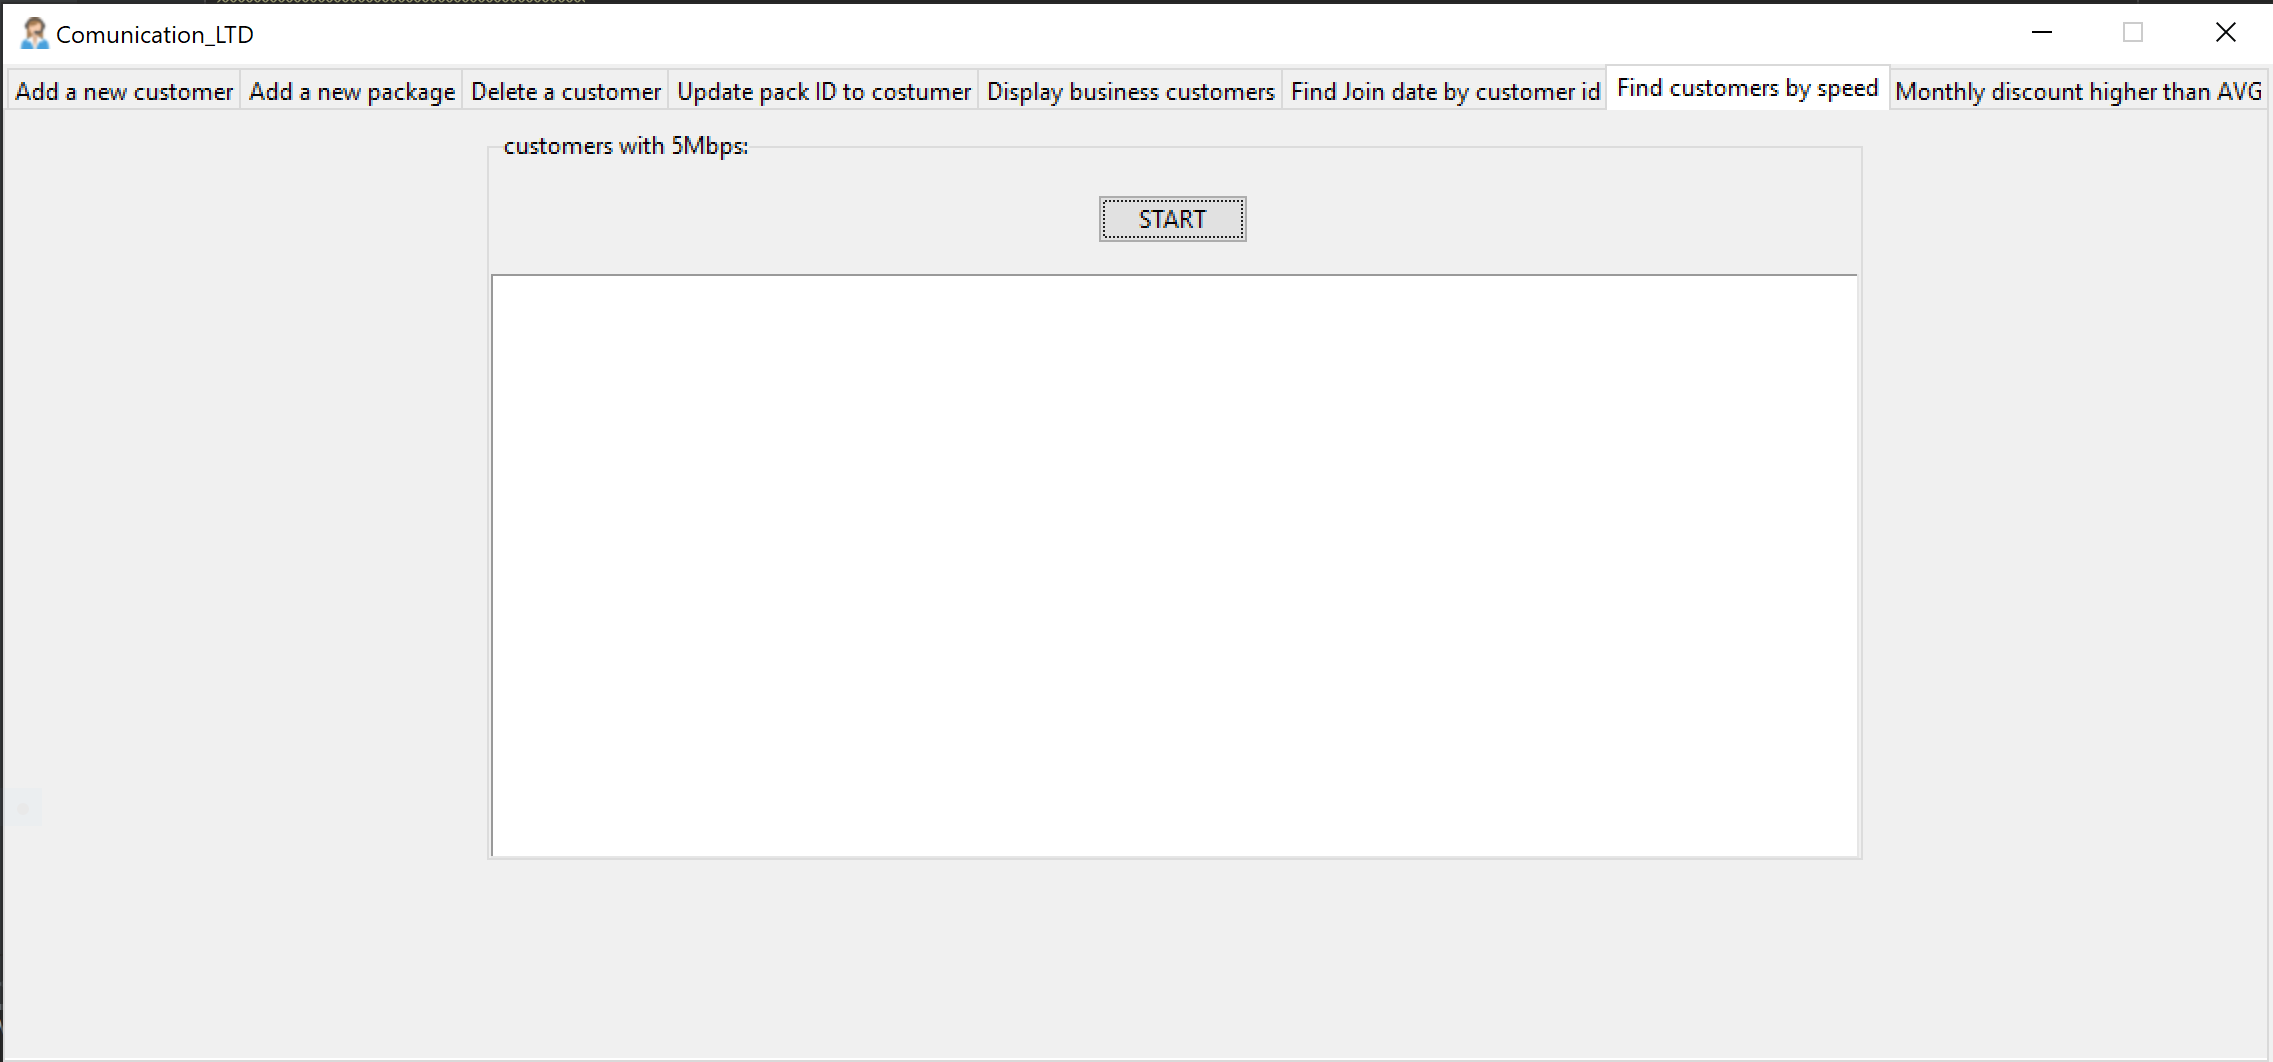 Comunication_LTD
Add a new customer Add a new package Delete a customer Update pack ID to costumer Display business customers Find Join date by customer id Find customers by speed Monthly discount higher than AVG
customers with 5Mbps:
START